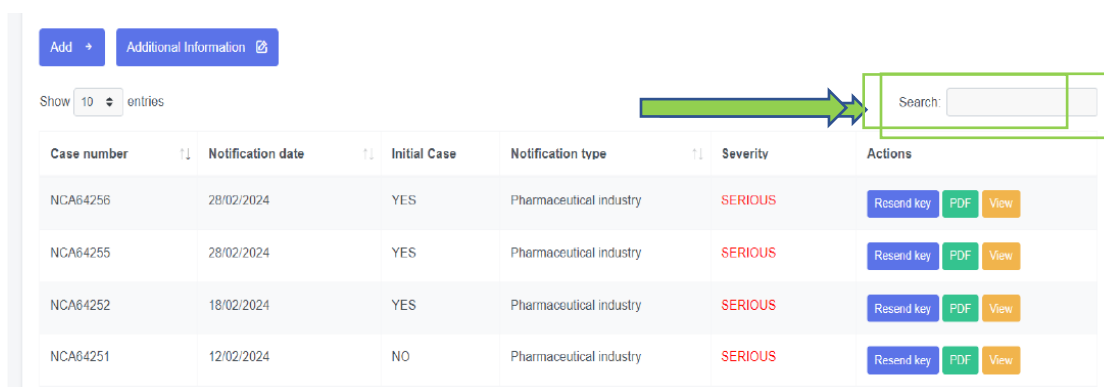 Add Additional Information
Show 10 entries Search:
Case number Notification date Initial Case Notification type Severity Actions
NCA64256 28/02/2024 YES Pharmaceutical industry SERIOUS Resend key PDF View
NCA64255 28/02/2024 YES Pharmaceutical industry SERIOUS Resend key PDF View
NCA64252 18/02/2024 YES Pharmaceutical industry SERIOUS Resend key PDF View
NCA64251 12/02/2024 NO Pharmaceutical industry SERIOUS Resend key PDF View